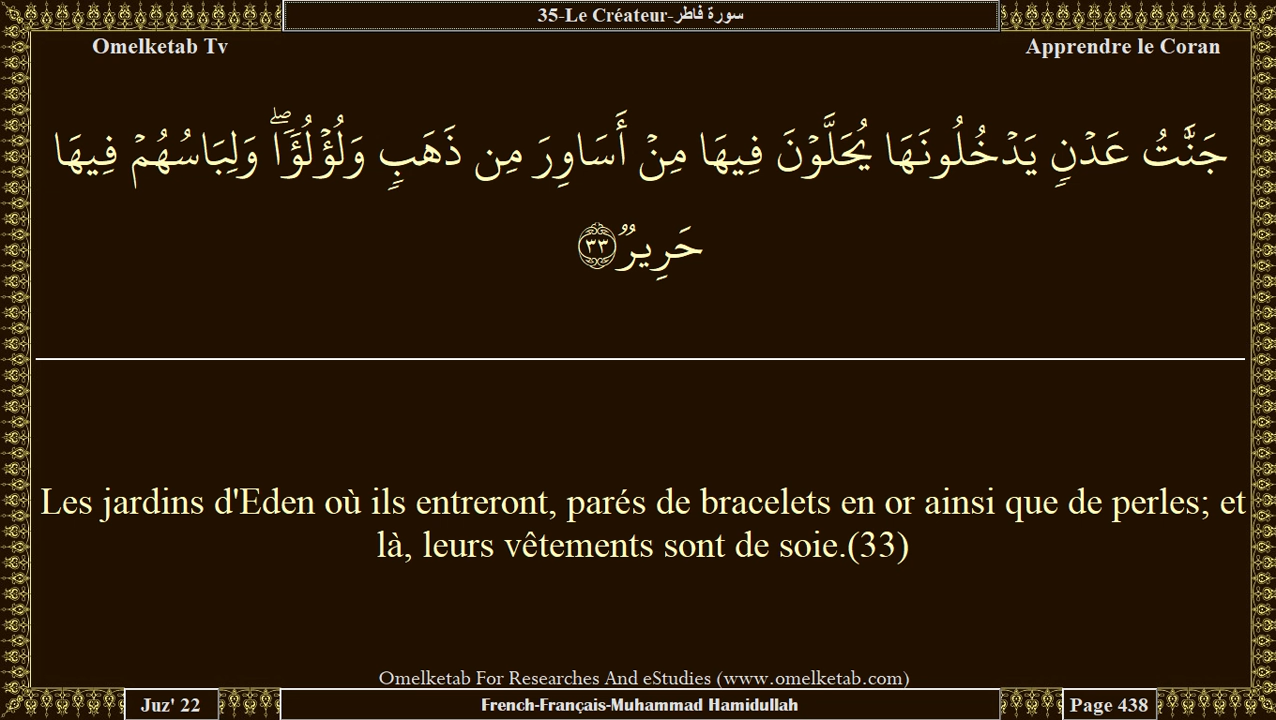 35-Le Créateur-سورة فاطر
Omelketab Tv
Apprendre le Coran
جَنَّٰتُ عَدۡنٖ يَدۡخُلُونَهَا يُحَلَّوۡنَ فِيهَا مِنۡ أَسَاوِرَ مِن ذَهَبٖ وَلُؤۡلُؤٗاۖ وَلِبَاسُهُمۡ فِيهَا
حَرِيرٞ ٣٣
Les jardins d'Eden où ils entreront, parés de bracelets en or ainsi que de perles; et
là, leurs vêtements sont de soie.(33)
Omelketab For Researches And eStudies (www.omelketab.com)
Juz' 22
French-Français-Muhammad Hamidullah
Page 438